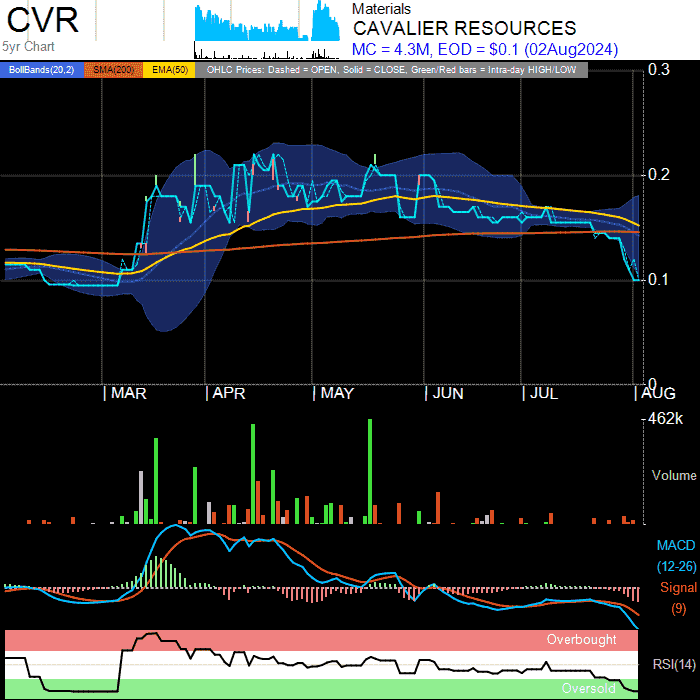 CVR
5yr Chart
Materials
CAVALIER RESOURCES
MC = 4.3M, EOD = $0.1 (02Aug2024)
BollBands(20,2) SMA(200) EMA(50) OHLC Prices: Dashed = OPEN, Solid = CLOSE, Green/Red bars = Intra-day HIGH/LOW
0.3
0.2
0.1
0
MAR APR MAY JUN JUL AUG
462k
Volume
MACD
(12-26)
Signal
(9)
Overbought
RSI(14)
Oversold